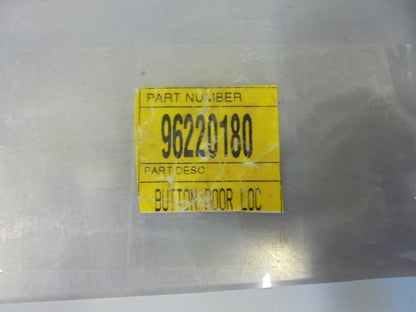 PART NUMBER
96220180
PART DESC
BUTTON DOOR LOC